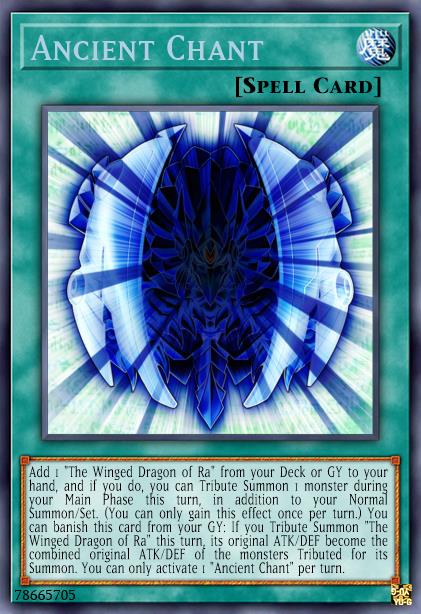 Ancient Chant
魔
[Spell Card]
Add 1 "The Winged Dragon of Ra" from your Deck or GY to your
hand, and if you do, you can Tribute Summon 1 monster during
your Main Phase this turn, in addition to your Normal
Summon/Set. (You can only gain this effect once per turn.) You
can banish this card from your GY: If you Tribute Summon "The
Winged Dragon of Ra" this turn, its original ATK/DEF become the
combined original ATK/DEF of the monsters Tributed for its
Summon. You can only activate 1 "Ancient Chant" per turn.
78665705